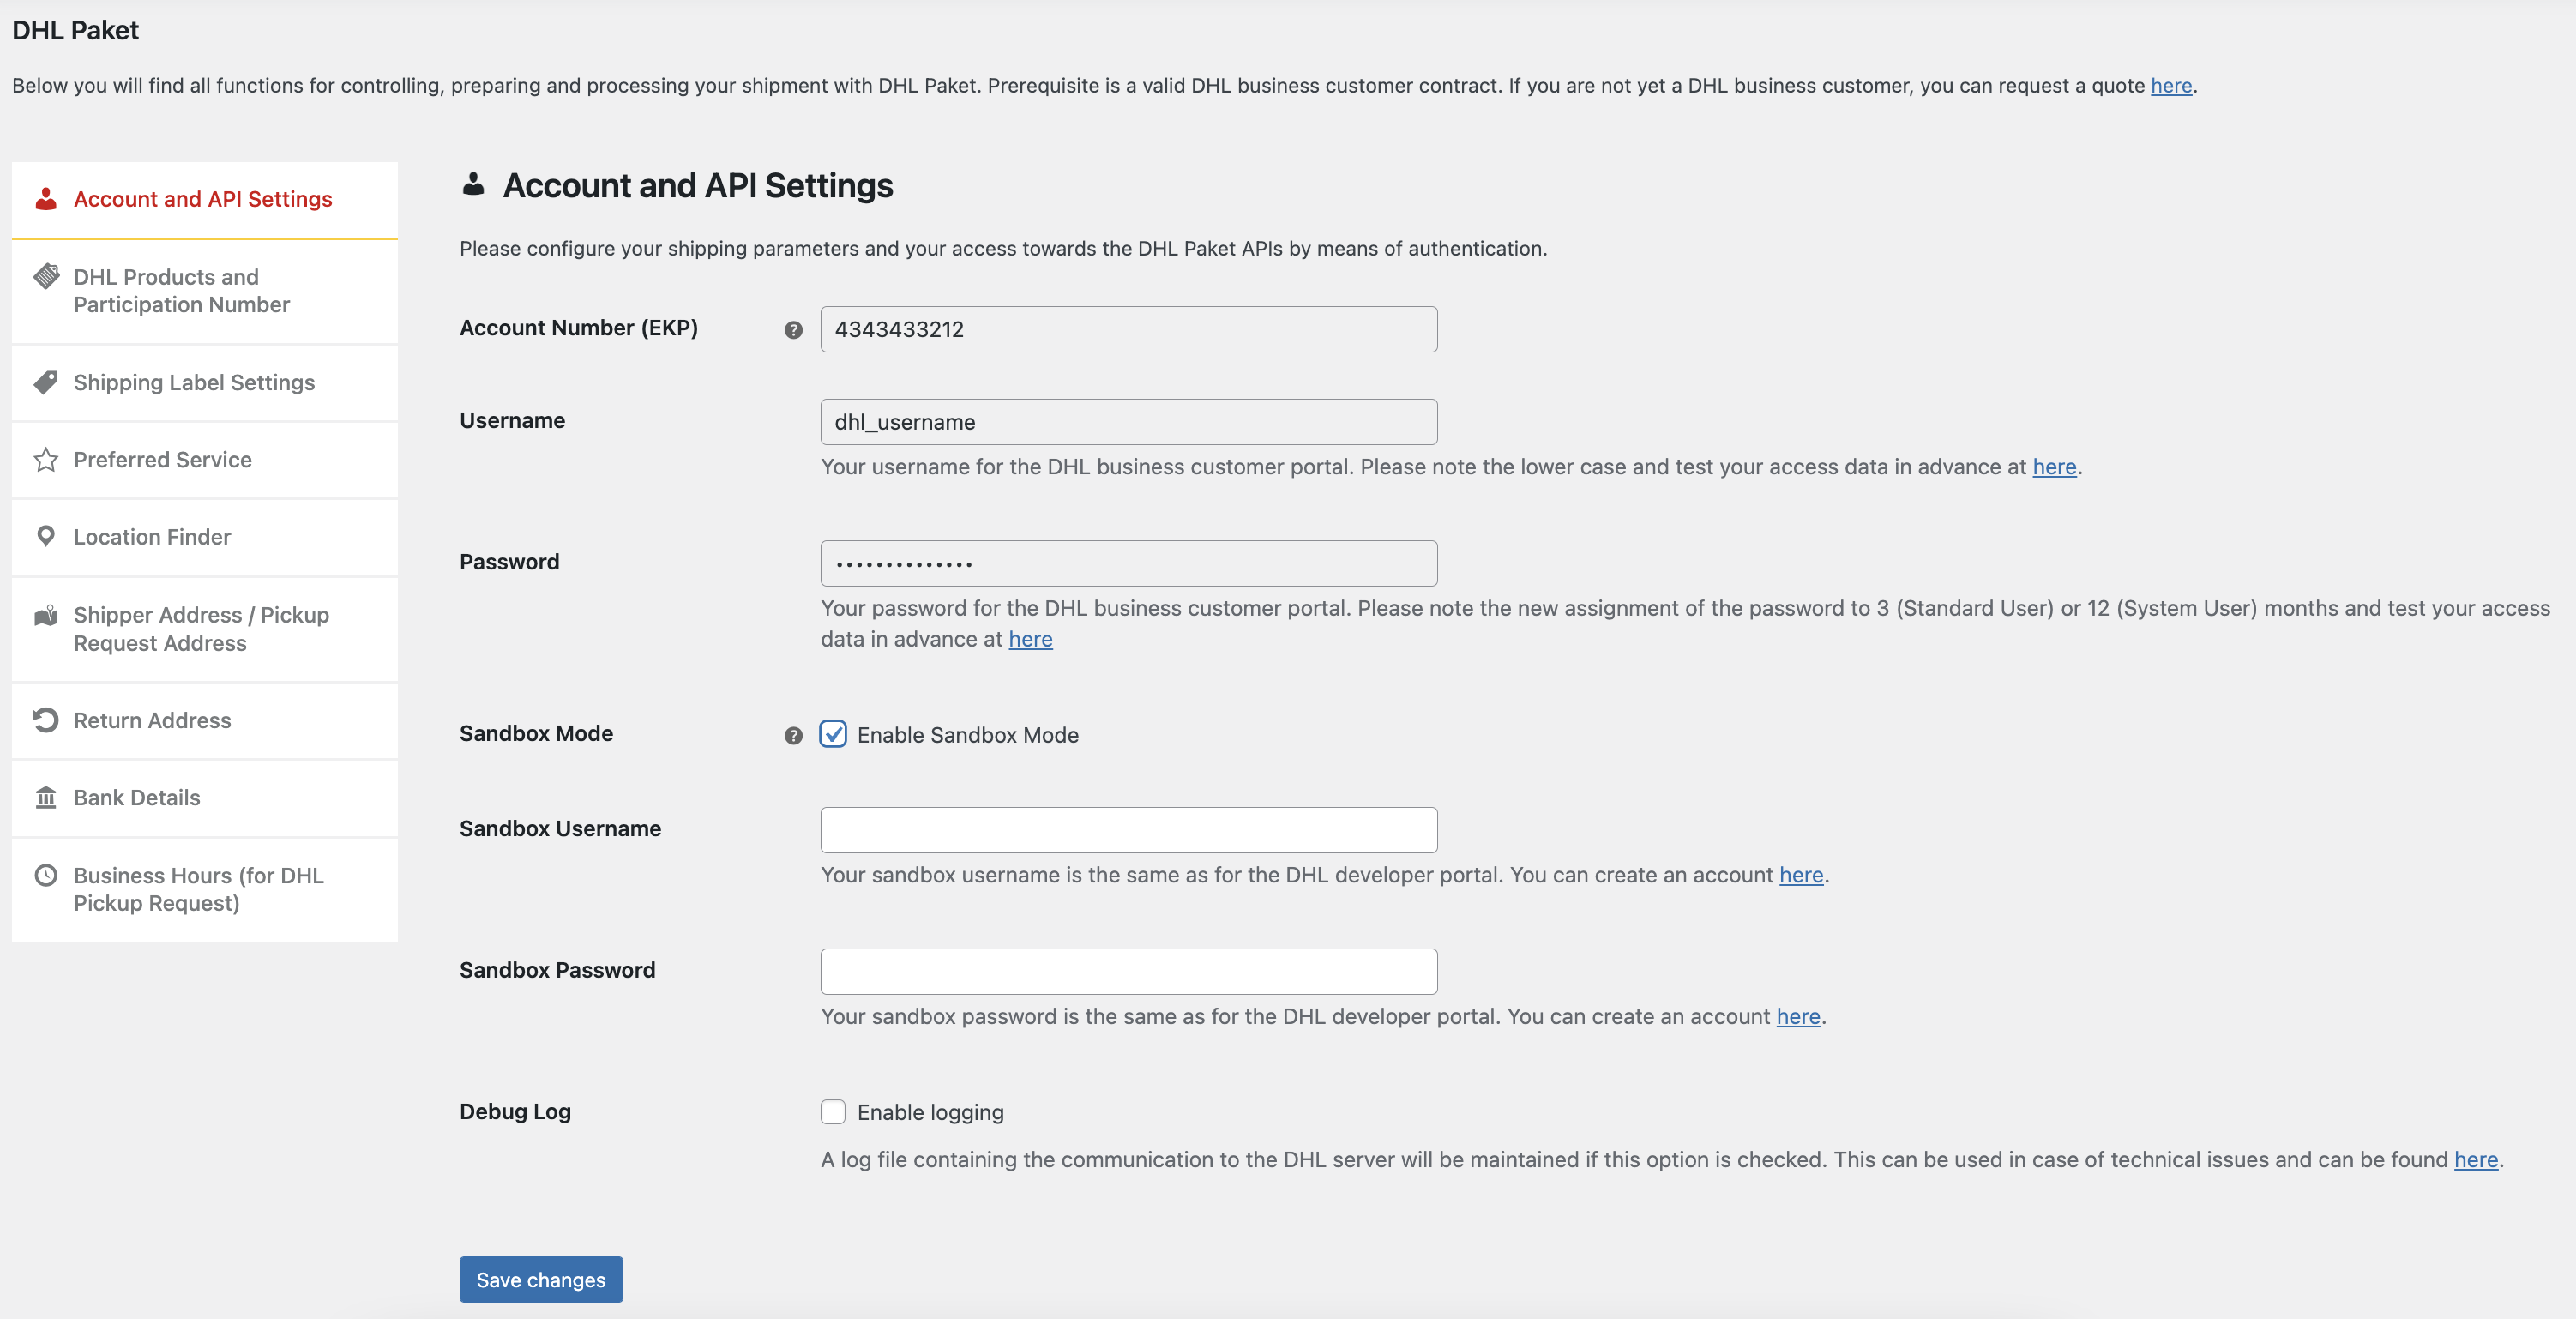 DHL Paket
Below you will find all functions for controlling, preparing and processing your shipment with DHL Paket. Prerequisite is a valid DHL business customer contract. If you are not yet a DHL business customer, you can request a quote here.
Account and API Settings
DHL Products and
Participation Number
Shipping Label Settings
Preferred Service
Location Finder
Shipper Address / Pickup
Request Address
Return Address
Bank Details
Business Hours (for DHL
Pickup Request)
Account and API Settings
Please configure your shipping parameters and your access towards the DHL Paket APIs by means of authentication.
Account Number (EKP) ? 4343433212
Username dhl_username
Your username for the DHL business customer portal. Please note the lower case and test your access data in advance at here.
Password ••••••••••••••
Your password for the DHL business customer portal. Please note the new assignment of the password to 3 (Standard User) or 12 (System User) months and test your access
data in advance at here
Sandbox Mode ? Enable Sandbox Mode
Sandbox Username
Your sandbox username is the same as for the DHL developer portal. You can create an account here.
Sandbox Password
Your sandbox password is the same as for the DHL developer portal. You can create an account here.
Debug Log Enable logging
A log file containing the communication to the DHL server will be maintained if this option is checked. This can be used in case of technical issues and can be found here.
Save changes